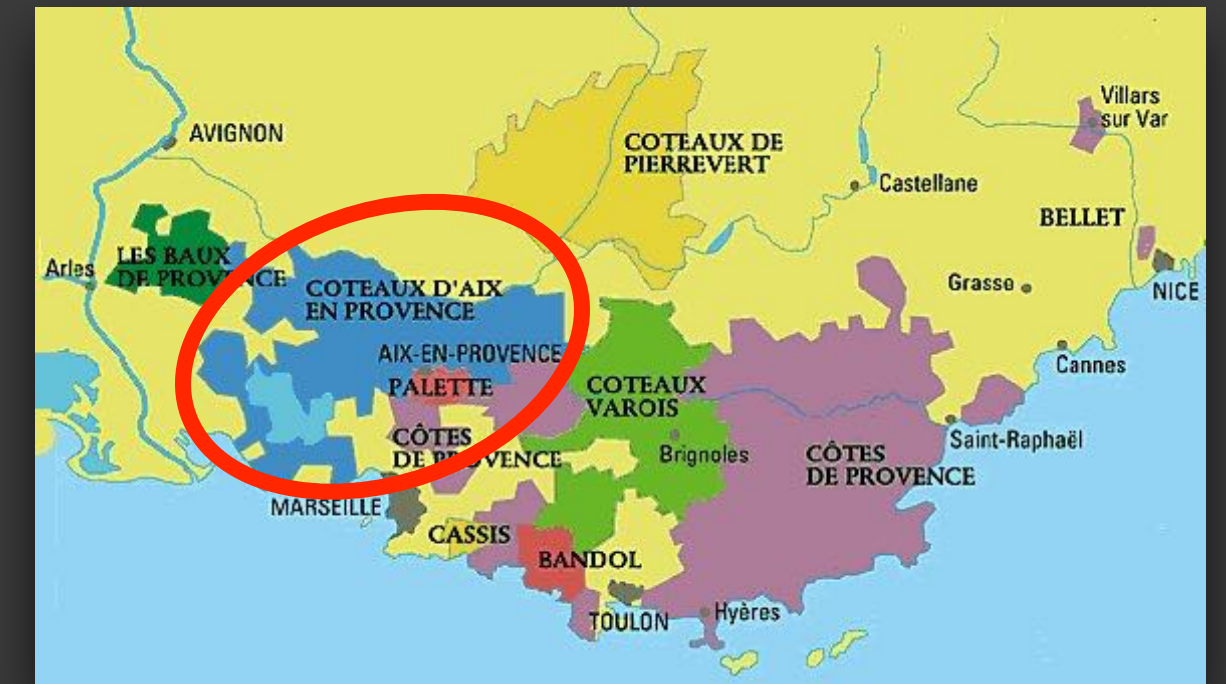 Villars
sur Var
AVIGNON
COTEAUX DE
PIERREVERT
Castellane
BELLET
LES BAUX
DE PROVENCE
Arles
COTEAUX D'AIX
EN PROVENCE
Grasse
NICE
AIX-EN-PROVENCE
PALETTE
COTEAUX
VAROIS
Cannes
CÔTES
DE PROVENCE
Brignoles
CÔTES
DE PROVENCE
Saint-Raphaël
MARSEILLE
CASSIS
BANDOL
TOULON
Hyères